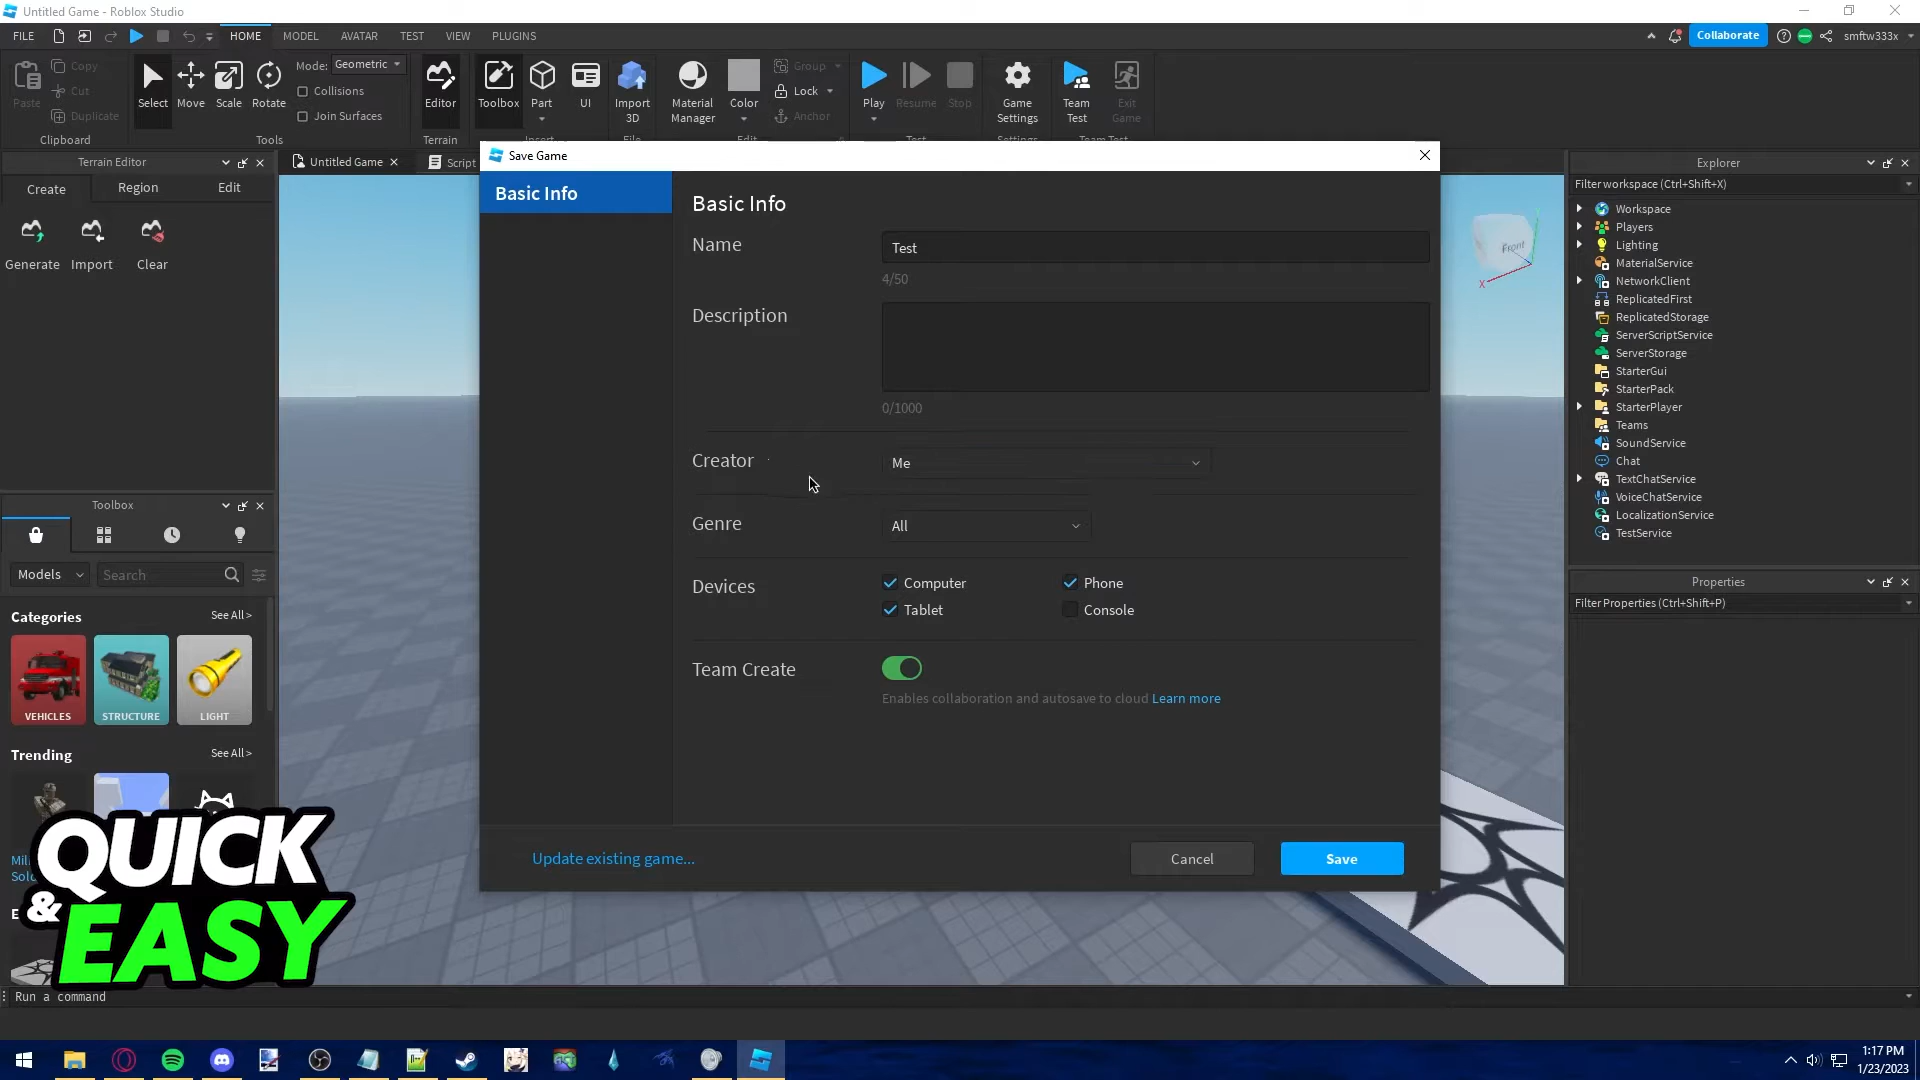 Untitled Game - Roblox Studio
FILE HOME MODEL AVATAR TEST VIEW PLUGINS Collaborate smftw333x
Paste Copy Cut Duplicate
Clipboard
Select Move Scale Rotate
Mode: Geometric
Collisions
Join Surfaces
Tools
Editor
Terrain
Toolbox Part UI
Import 3D
Material Manager
Color
Group
Lock
Anchor
Play Resume Stop
Game Settings
Team Test
Exit Game
Terrain Editor
Create Region Edit
Generate Import Clear
Untitled Game
Script
Save Game
Basic Info
Basic Info
Name
Test
4/50
Description
0/1000
Creator
Me
Genre
All
Devices
Computer
Phone
Tablet
Console
Team Create
Enables collaboration and autosave to cloud Learn more
Update existing game...
Cancel
Save
Front
X
Explorer
Filter workspace (Ctrl+Shift+X)
Workspace
Players
Lighting
MaterialService
NetworkClient
ReplicatedFirst
ReplicatedStorage
ServerScriptService
ServerStorage
StarterGui
StarterPack
StarterPlayer
Teams
SoundService
Chat
TextChatService
VoiceChatService
LocalizationService
TestService
Properties
Filter Properties (Ctrl+Shift+P)
Toolbox
Models
Search
Categories
See All >
VEHICLES
STRUCTURE
LIGHT
Trending
See All >
QUICK
& EASY
Run a command
1:17 PM
1/23/2023